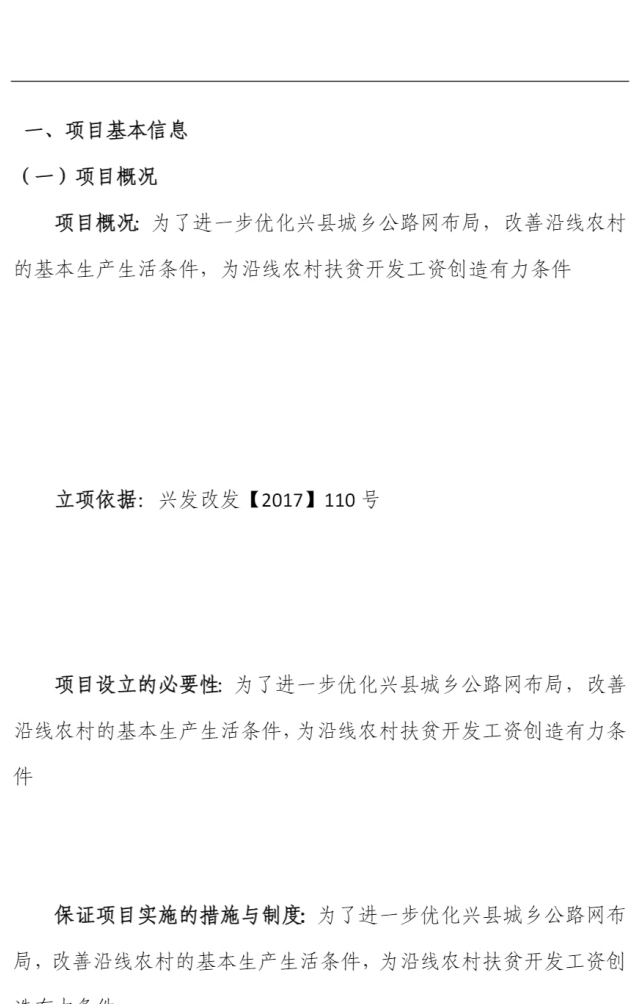 一、项目基本信息
（一）项目概况
项目概况: 为了进一步优化兴县城乡公路网布局，改善沿线农村
的基本生产生活条件，为沿线农村扶贫开发工资创造有力条件
立项依据：兴发改发【2017】110 号
项目设立的必要性: 为了进一步优化兴县城乡公路网布局，改善
沿线农村的基本生产生活条件，为沿线农村扶贫开发工资创造有力条
件
保证项目实施的措施与制度: 为了进一步优化兴县城乡公路网布
局，改善沿线农村的基本生产生活条件，为沿线农村扶贫开发工资创
造有力条件